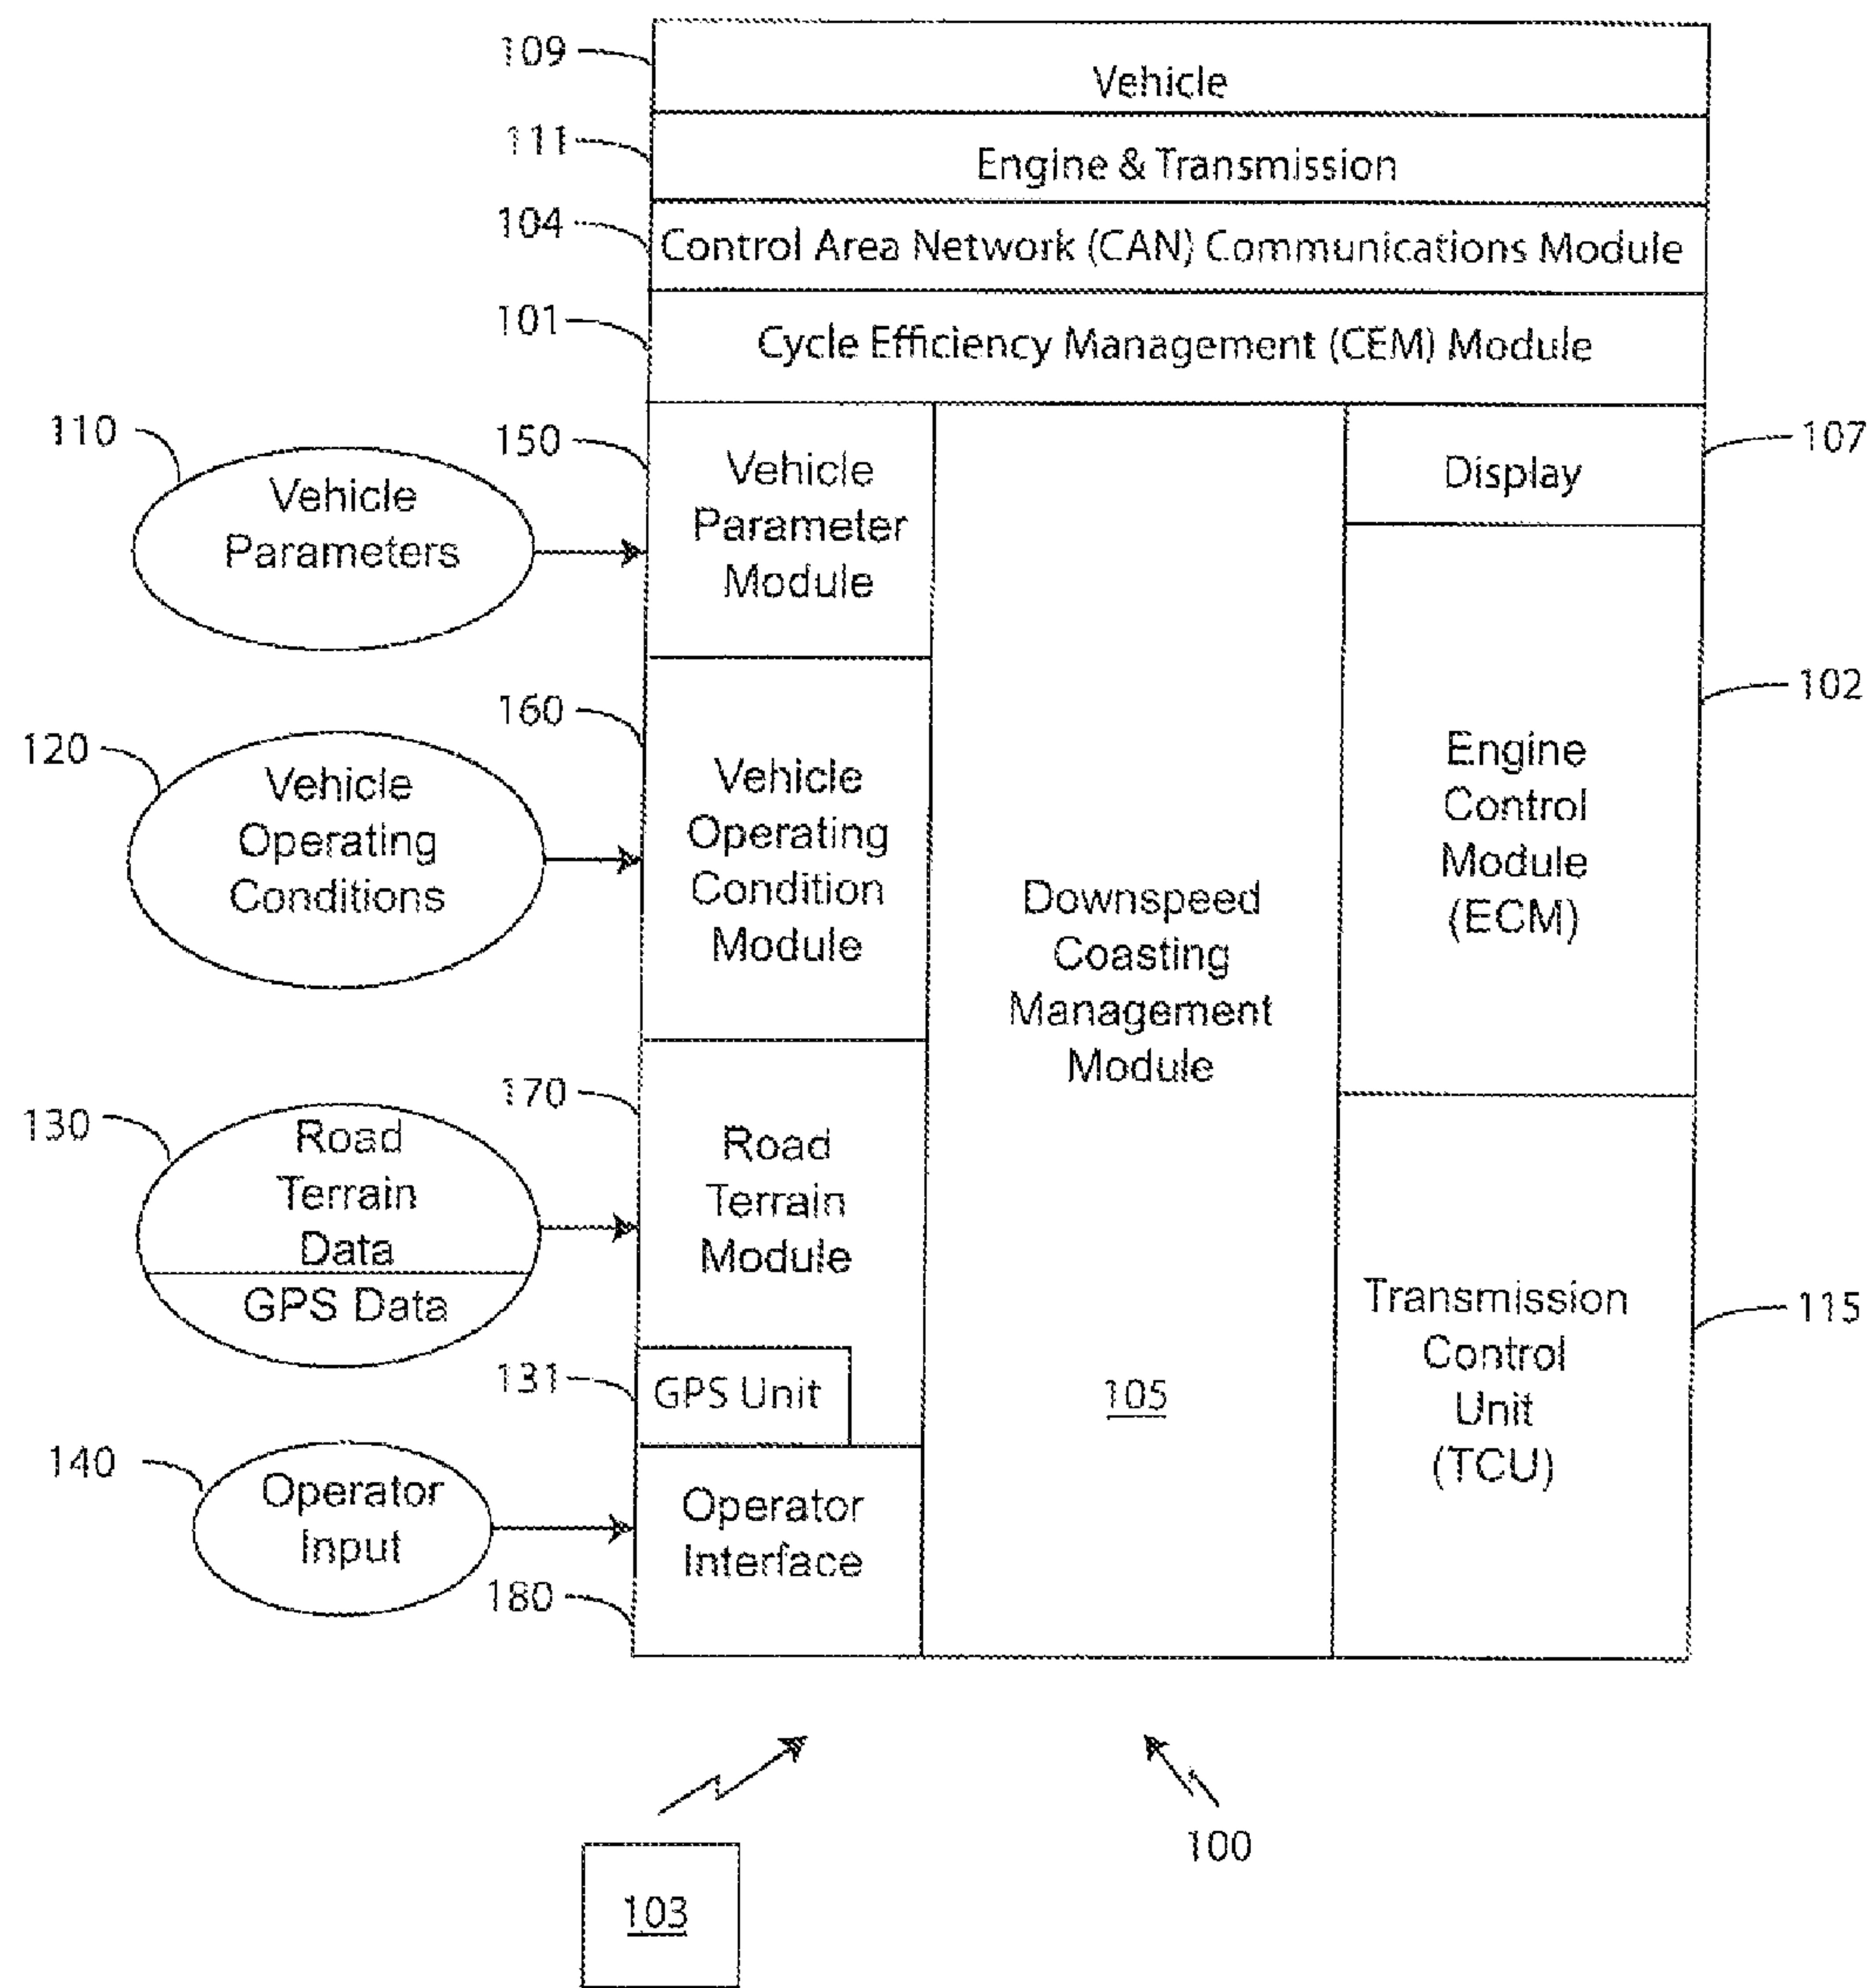 109
Vehicle
111
Engine & Transmission
104
Control Area Network (CAN) Communications Module
101
Cycle Efficiency Management (CEM) Module
110
Vehicle
Parameters
150
Vehicle
Parameter
Module
107
Display
120
Vehicle
Operating
Conditions
160
Vehicle
Operating
Condition
Module
102
Engine
Control
Module
(ECM)
Downspeed
Coasting
Management
Module
105
130
Road
Terrain
Data
GPS Data
170
Road
Terrain
Module
131
GPS Unit
115
Transmission
Control
Unit
(TCU)
140
Operator
Input
Operator
Interface
180
100
103